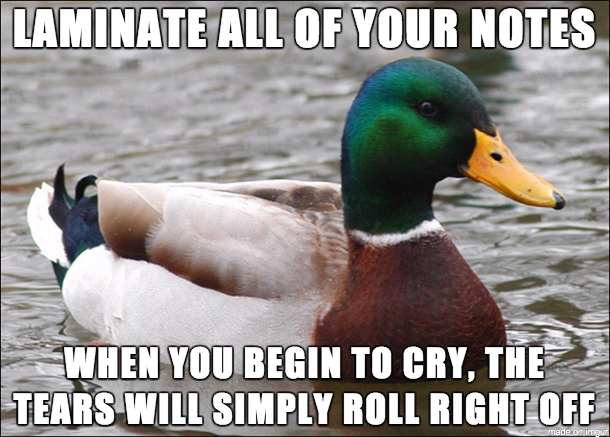 LAMINATE ALL OF YOUR NOTES
WHEN YOU BEGIN TO CRY, THE
TEARS WILL SIMPLY ROLL RIGHT OFF
made on imgur